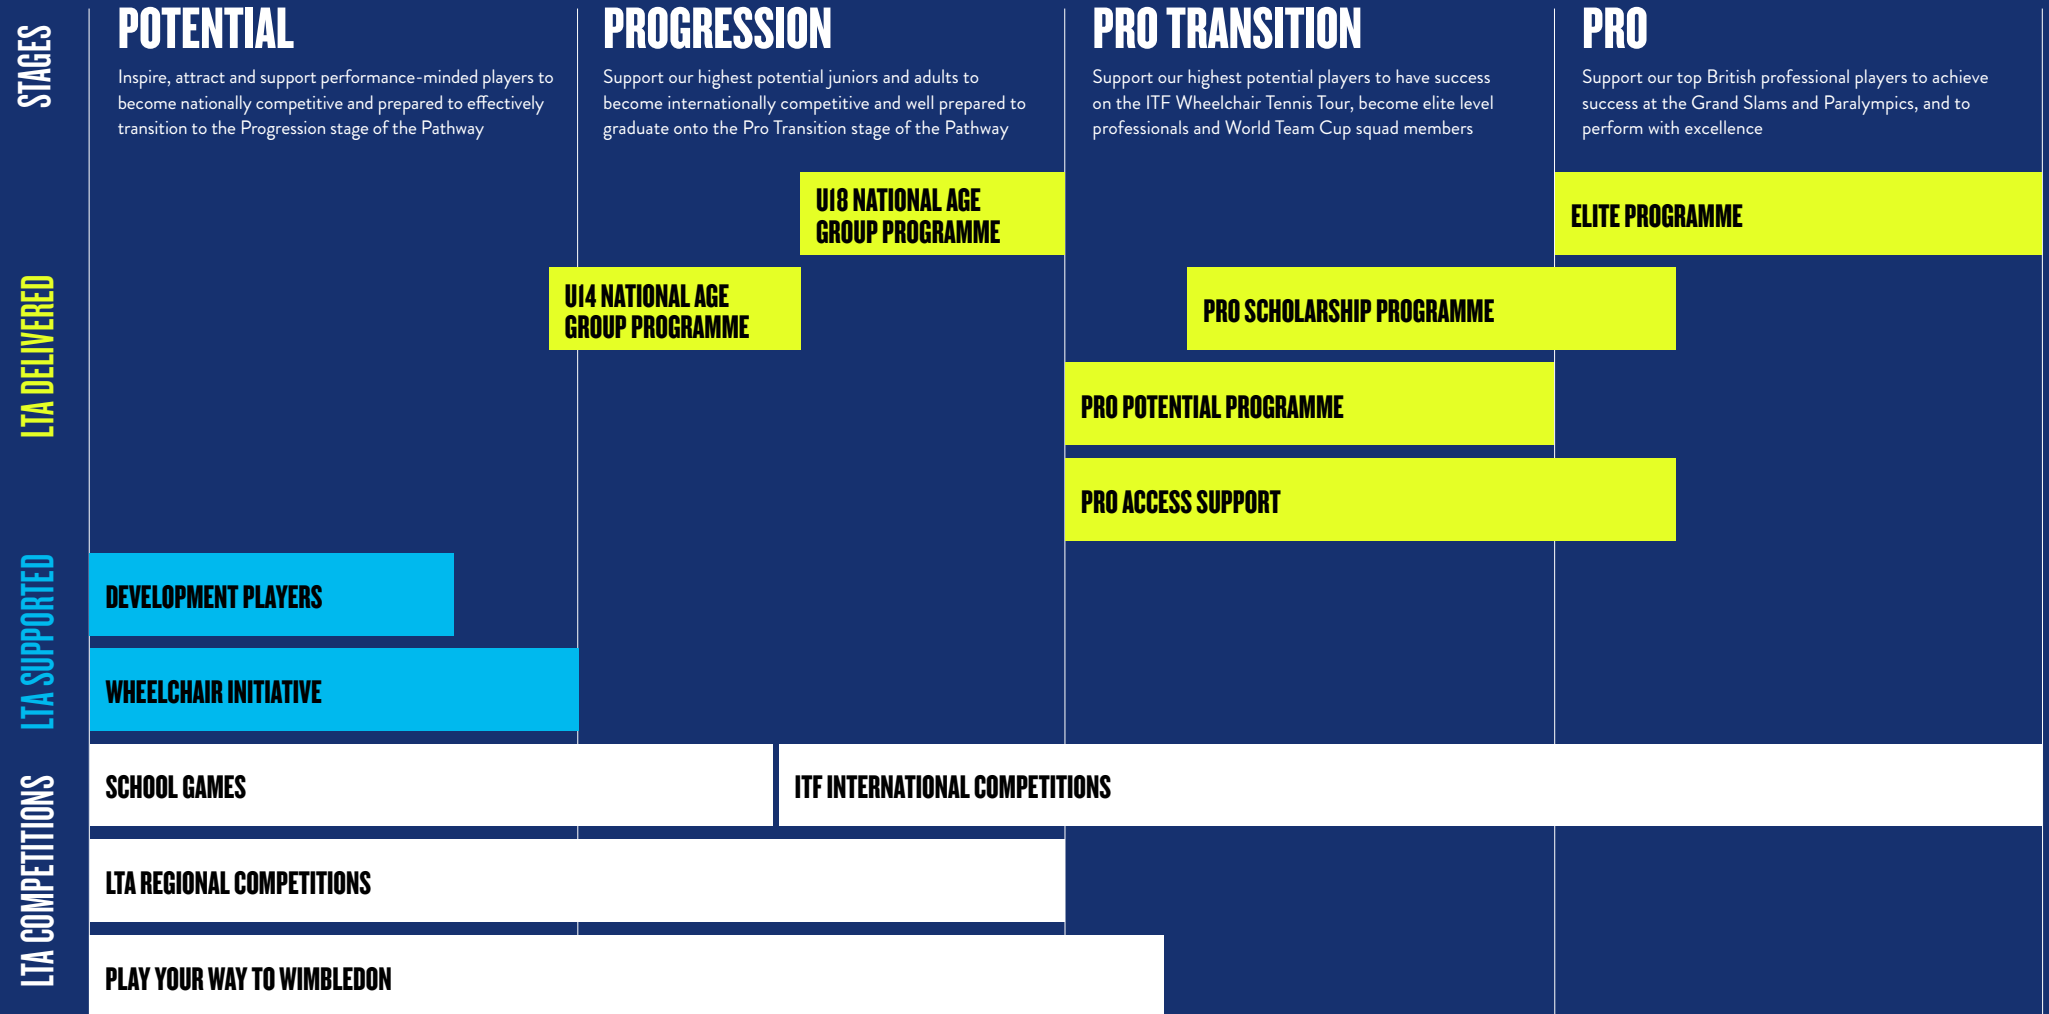 STAGES
POTENTIAL
Inspire, attract and support performance-minded players to
become nationally competitive and prepared to effectively
transition to the Progression stage of the Pathway
PROGRESSION
Support our highest potential juniors and adults to
become internationally competitive and well prepared to
graduate onto the Pro Transition stage of the Pathway
PRO TRANSITION
Support our highest potential players to have success
on the ITF Wheelchair Tennis Tour, become elite level
professionals and World Team Cup squad members
PRO
Support our top British professional players to achieve
success at the Grand Slams and Paralympics, and to
perform with excellence
LTA DELIVERED
U18 NATIONAL AGE
GROUP PROGRAMME
ELITE PROGRAMME
U14 NATIONAL AGE
GROUP PROGRAMME
PRO SCHOLARSHIP PROGRAMME
PRO POTENTIAL PROGRAMME
PRO ACCESS SUPPORT
LTA SUPPORTED
DEVELOPMENT PLAYERS
WHEELCHAIR INITIATIVE
LTA COMPETITIONS
SCHOOL GAMES
ITF INTERNATIONAL COMPETITIONS
LTA REGIONAL COMPETITIONS
PLAY YOUR WAY TO WIMBLEDON